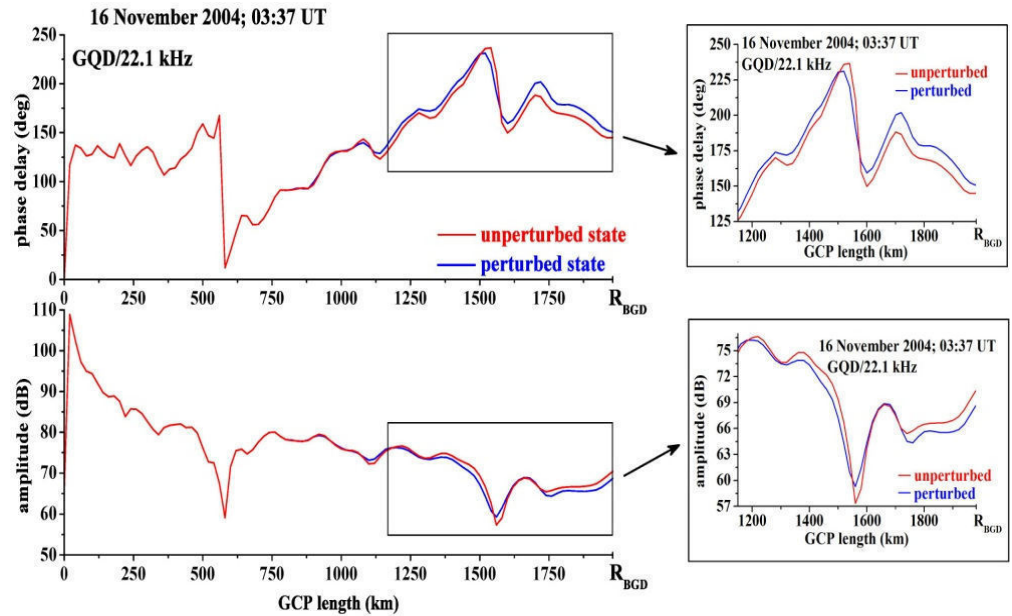 16 November 2004; 03:37 UT
GQD/22.1 kHz
phase delay (deg)
250
200
150
100
50
0
0 250 500 750 1000 1250 1500 1750 R_BGD
unperturbed state
perturbed state
16 November 2004; 03:37 UT
GQD/22.1 kHz
unperturbed
perturbed
phase delay (deg)
250
225
200
175
150
125
1200 1400 1600 1800 R_BGD
GCP length (km)
amplitude (dB)
110
100
90
80
70
60
50
0 250 500 750 1000 1250 1500 1750 R_BGD
GCP length (km)
16 November 2004; 03:37 UT
GQD/22.1 kHz
amplitude (dB)
75
72
69
66
63
60
57
unperturbed
perturbed
1200 1400 1600 1800 R_BGD
GCP length (km)